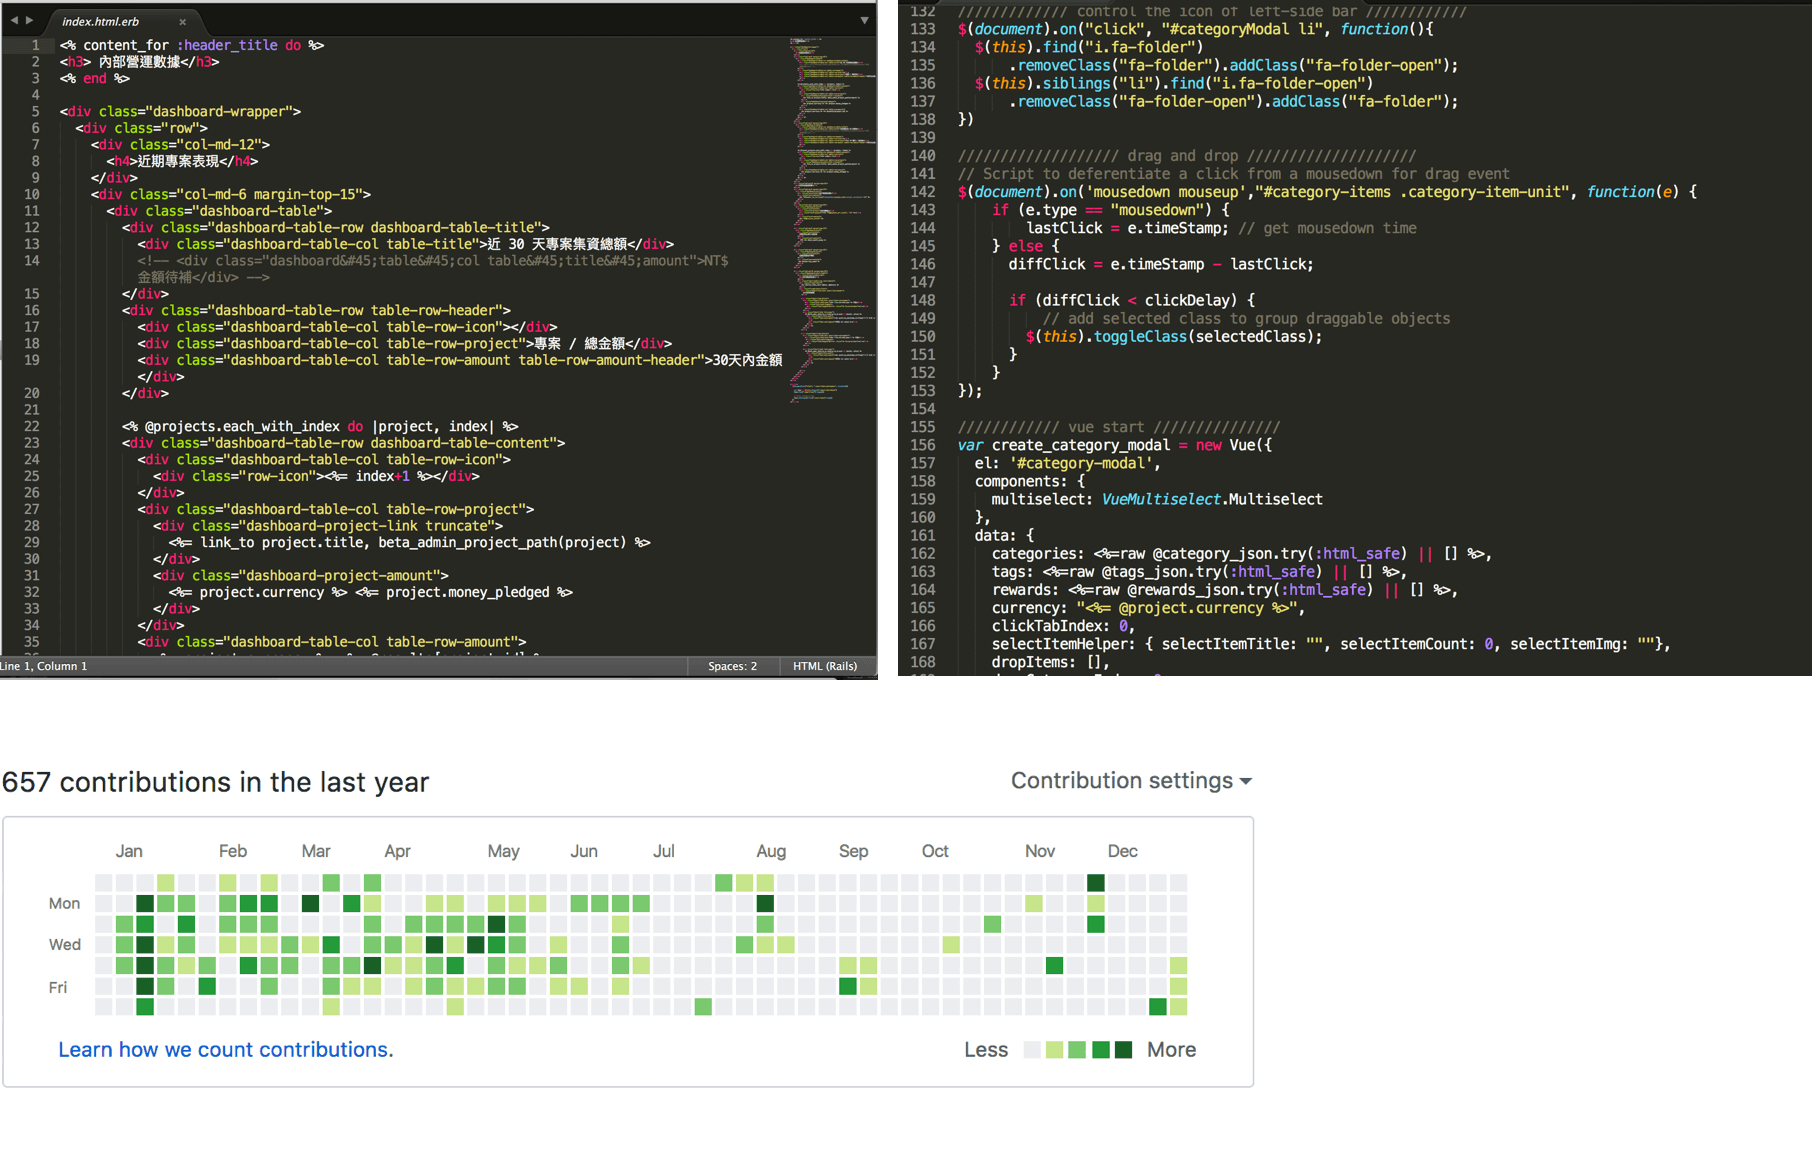 index.html.erb ×
1 <% content_for :header_title do %>
2 <h3> 內部營運數據</h3>
3 <% end %>
4
5 <div class="dashboard-wrapper">
6 <div class="row">
7 <div class="col-md-12">
8 <h4>近期專案表現</h4>
9 </div>
10 <div class="col-md-6 margin-top-15">
11 <div class="dashboard-table">
12 <div class="dashboard-table-row dashboard-table-title">
13 <div class="dashboard-table-col table-title">近 30 天專案集資總額</div>
14 <!-- <div class="dashboard&#45;table&#45;col table&#45;title&#45;amount">NT$
金額待補</div> -->
15 </div>
16 <div class="dashboard-table-row table-row-header">
17 <div class="dashboard-table-col table-row-icon"></div>
18 <div class="dashboard-table-col table-row-project">專案 / 總金額</div>
19 <div class="dashboard-table-col table-row-amount table-row-amount-header">30天內金額
</div>
20 </div>
21
22 <% @projects.each_with_index do |project, index| %>
23 <div class="dashboard-table-row dashboard-table-content">
24 <div class="dashboard-table-col table-row-icon">
25 <div class="row-icon"><%= index+1 %></div>
26 </div>
27 <div class="dashboard-table-col table-row-project">
28 <div class="dashboard-project-link truncate">
29 <%= link_to project.title, beta_admin_project_path(project) %>
30 </div>
31 <div class="dashboard-project-amount">
32 <%= project.currency %> <%= project.money_pledged %>
33 </div>
34 </div>
35 <div class="dashboard-table-col table-row-amount">
Line 1, Column 1
Spaces: 2
HTML (Rails)
132 ///////////// control the icon of left-side bar ////////////
133 $(document).on("click", "#categoryModal li", function(){
134 $(this).find("i.fa-folder")
135 .removeClass("fa-folder").addClass("fa-folder-open");
136 $(this).siblings("li").find("i.fa-folder-open")
137 .removeClass("fa-folder-open").addClass("fa-folder");
138 })
139
140 /////////////////// drag and drop ////////////////////
141 // Script to deferentiate a click from a mousedown for drag event
142 $(document).on('mousedown mouseup',"#category-items .category-item-unit", function(e) {
143 if (e.type == "mousedown") {
144 lastClick = e.timeStamp; // get mousedown time
145 } else {
146 diffClick = e.timeStamp - lastClick;
147
148 if (diffClick < clickDelay) {
149 // add selected class to group draggable objects
150 $(this).toggleClass(selectedClass);
151 }
152 }
153 });
154
155 //////////// vue start ///////////////
156 var create_category_modal = new Vue({
157 el: '#category-modal',
158 components: {
159 multiselect: VueMultiselect.Multiselect
160 },
161 data: {
162 categories: <%=raw @category_json.try(:html_safe) || [] %>,
163 tags: <%=raw @tags_json.try(:html_safe) || [] %>,
164 rewards: <%=raw @rewards_json.try(:html_safe) || [] %>,
165 currency: "<%= @project.currency %>",
166 clickTabIndex: 0,
167 selectItemHelper: { selectItemTitle: "", selectItemCount: 0, selectItemImg: ""},
168 dropItems: [],
657 contributions in the last year
Contribution settings
Jan Feb Mar Apr May Jun Jul Aug Sep Oct Nov Dec
Mon
Wed
Fri
Learn how we count contributions.
Less More